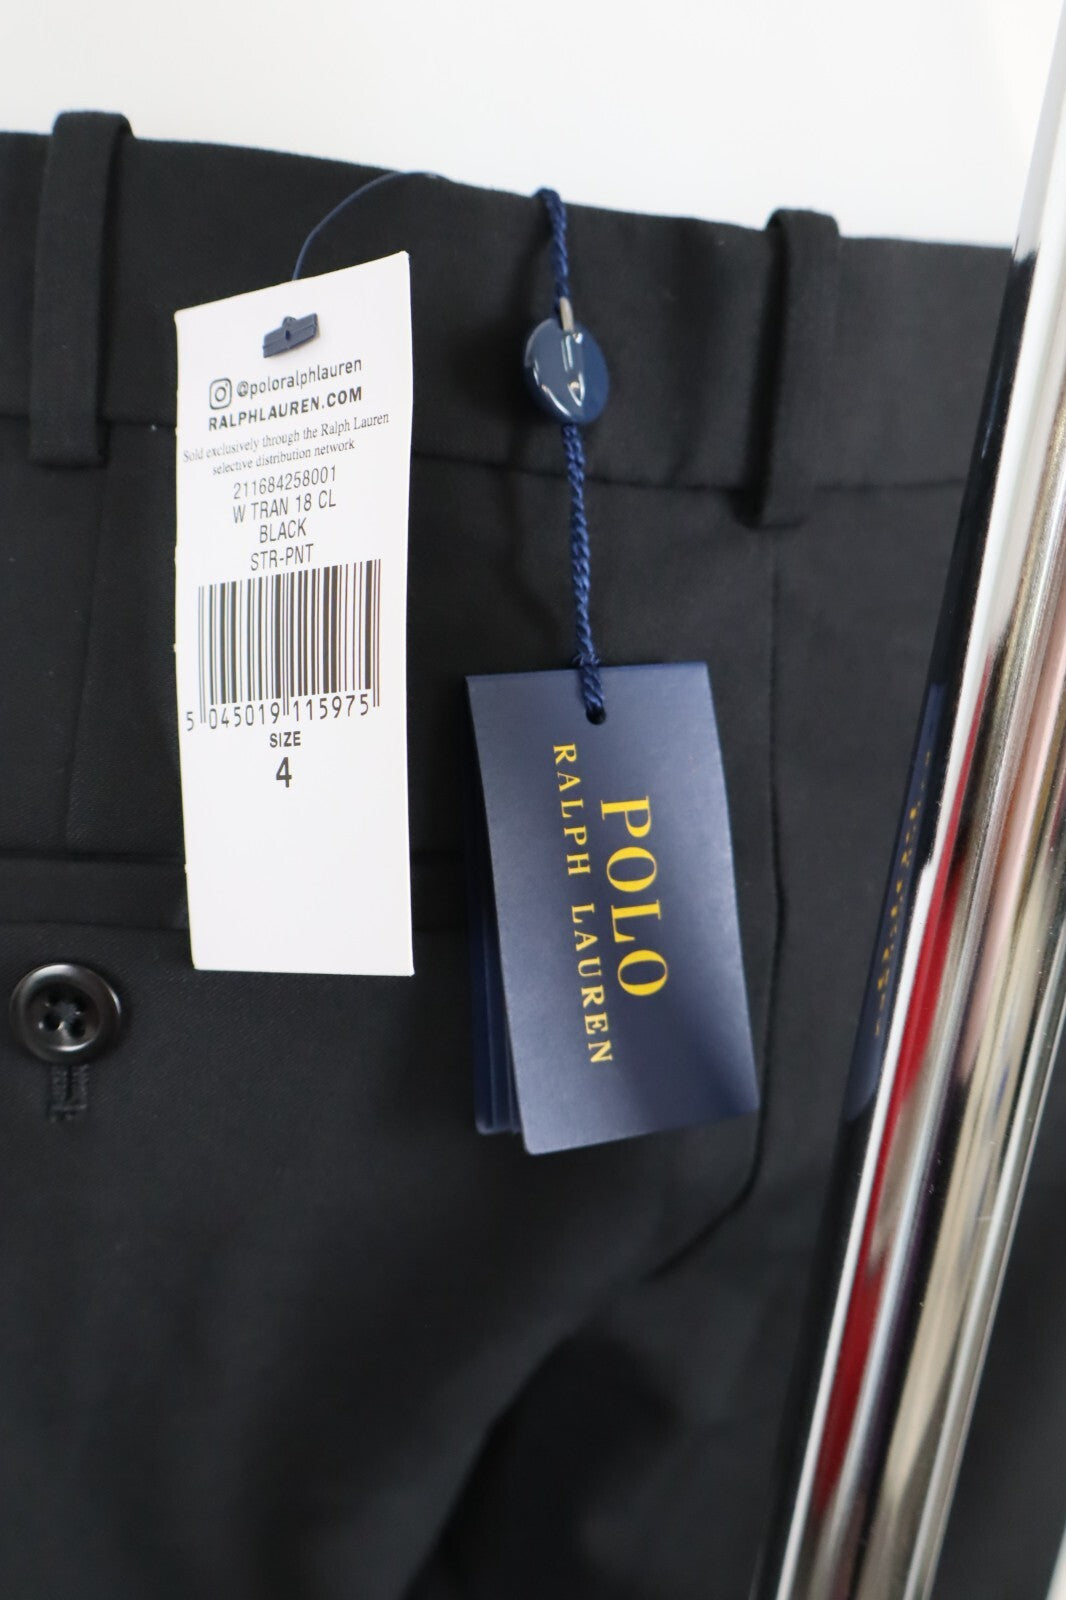 @poloralphlauren
RALPHLAUREN.COM
Sold exclusively through the Ralph Lauren
selective distribution network
211684258001
W TRAN 18 CL
BLACK
STR-PNT
5 045019 115975
SIZE
4
POLO
RALPH LAUREN